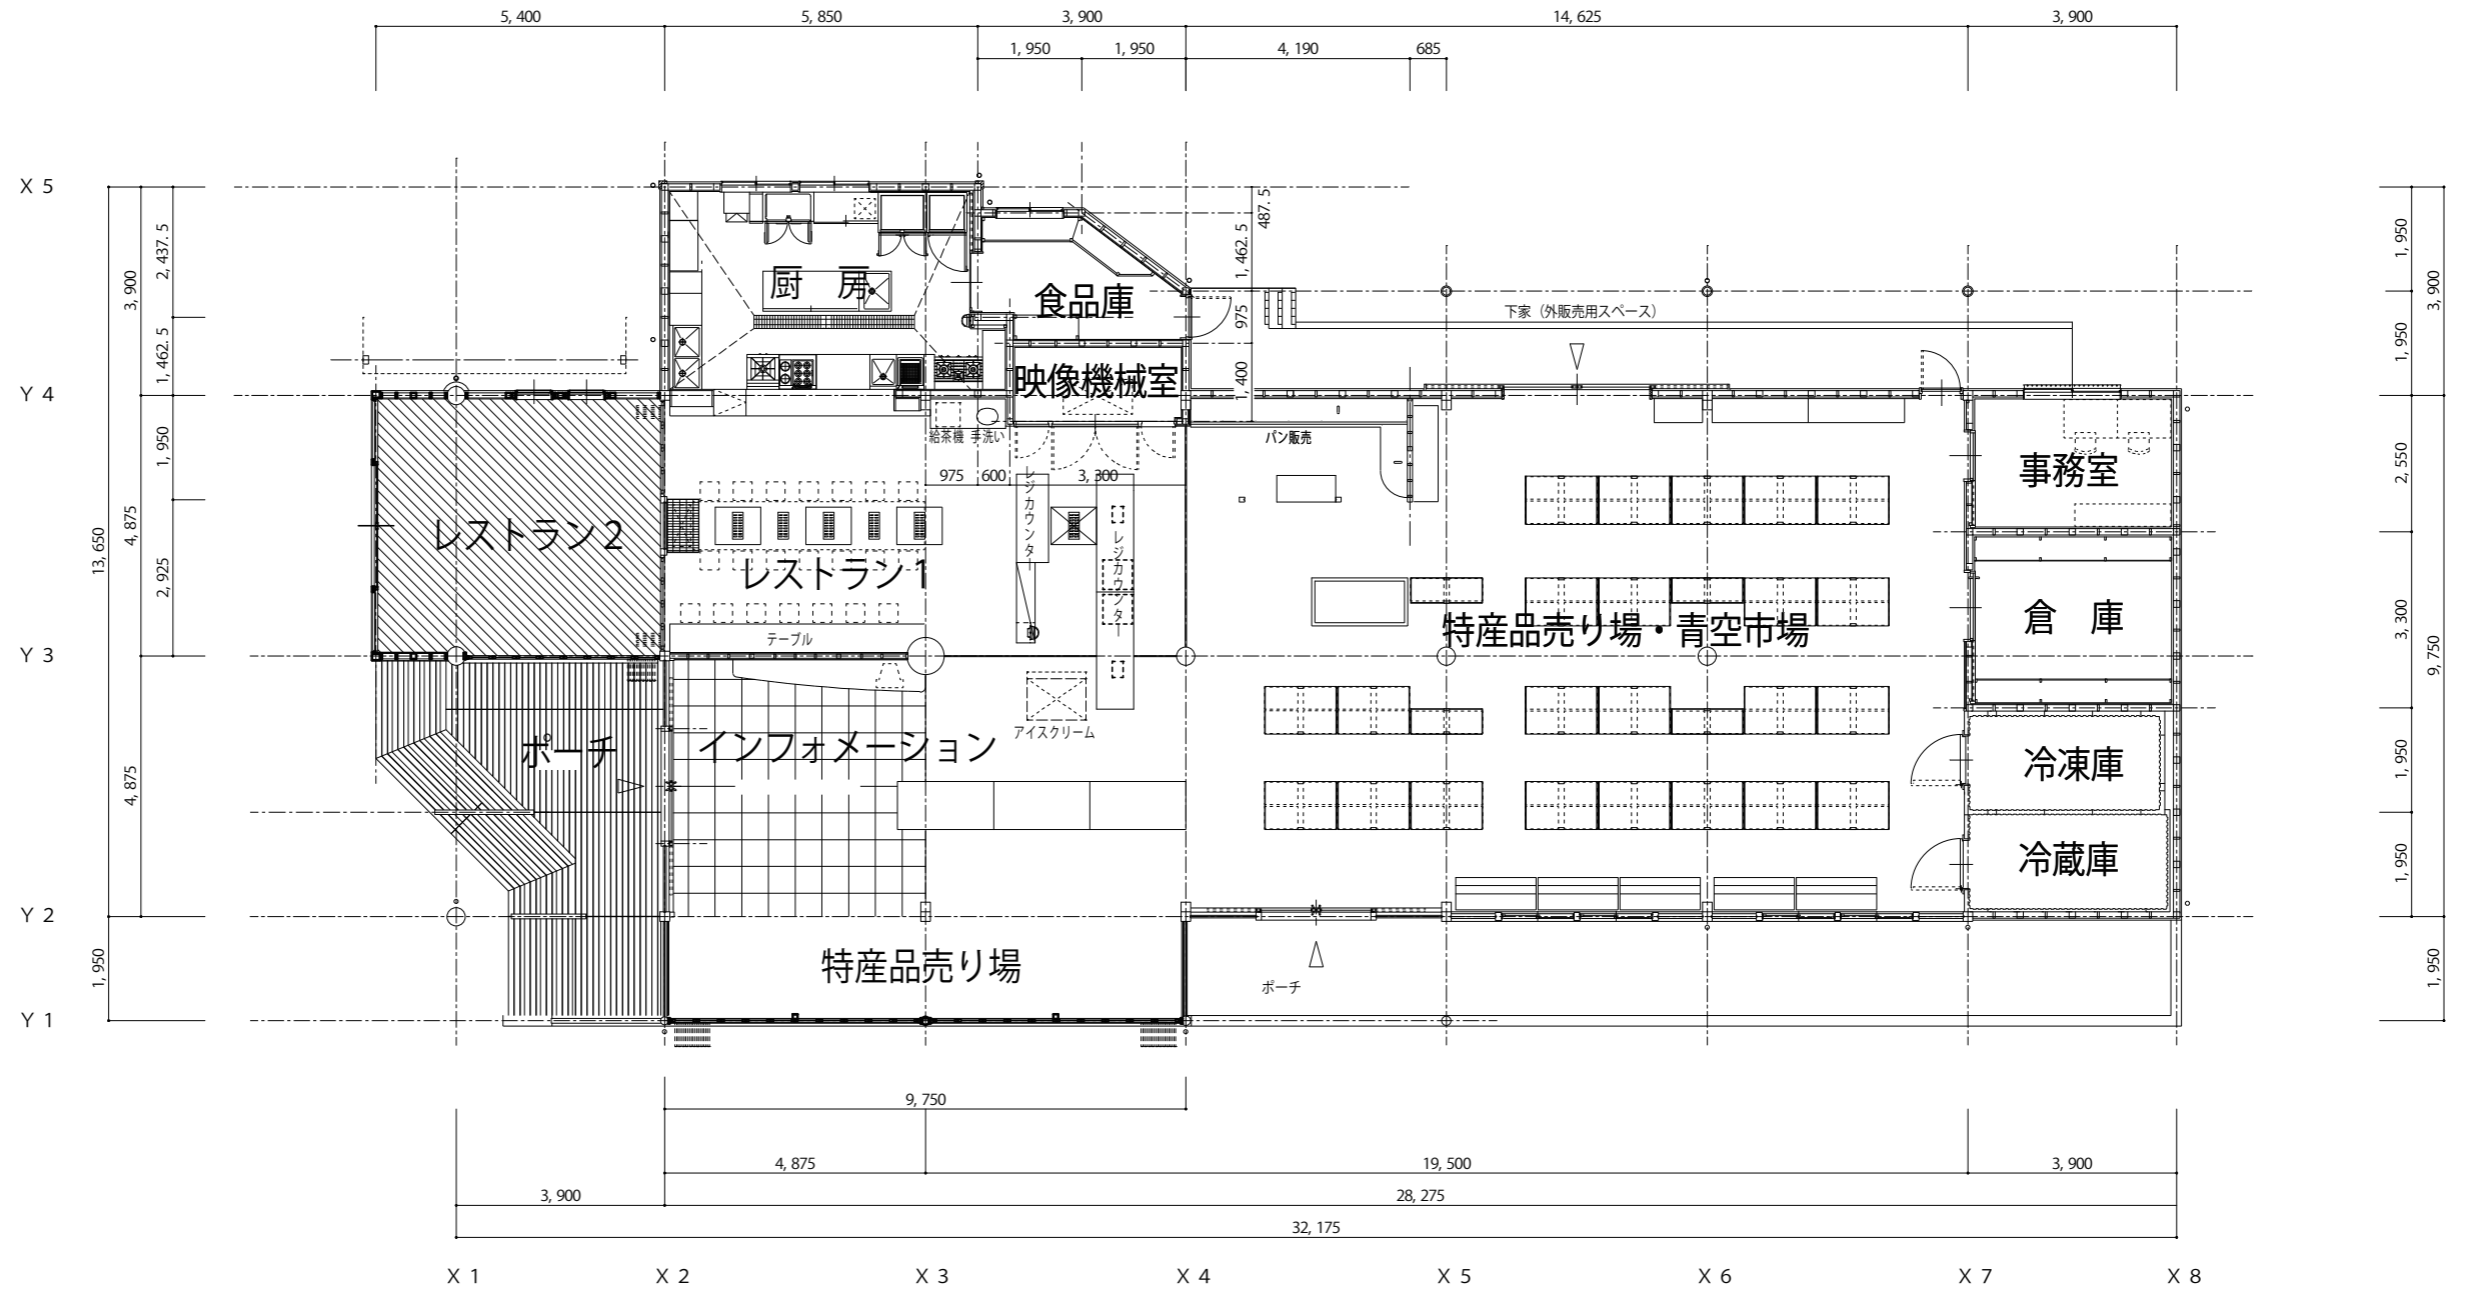 5, 400
5, 850
3, 900
14, 625
3, 900
1, 950
1, 950
4, 190
685
X 5
Y 4
Y 3
Y 2
Y 1
2, 437. 5
3, 900
1, 462. 5
1, 950
4, 875
13, 650
2, 925
4, 875
1, 950
487. 5
1, 462. 5
975
1, 400
1, 950
3, 900
1, 950
2, 550
3, 300
9, 750
1, 950
1, 950
1, 950
厨 房
食品庫
映像機械室
下家（外販売用スペース）
給茶機 手洗い
パン販売
975
600
3, 300
事務室
レストラン２
レジカウンター
レジカウンター
レストラン１
テーブル
特産品売り場・青空市場
倉 庫
アイスクリーム
ポーチ
インフォメーション
冷凍庫
冷蔵庫
特産品売り場
ポーチ
9, 750
4, 875
19, 500
3, 900
3, 900
28, 275
32, 175
X 1
X 2
X 3
X 4
X 5
X 6
X 7
X 8